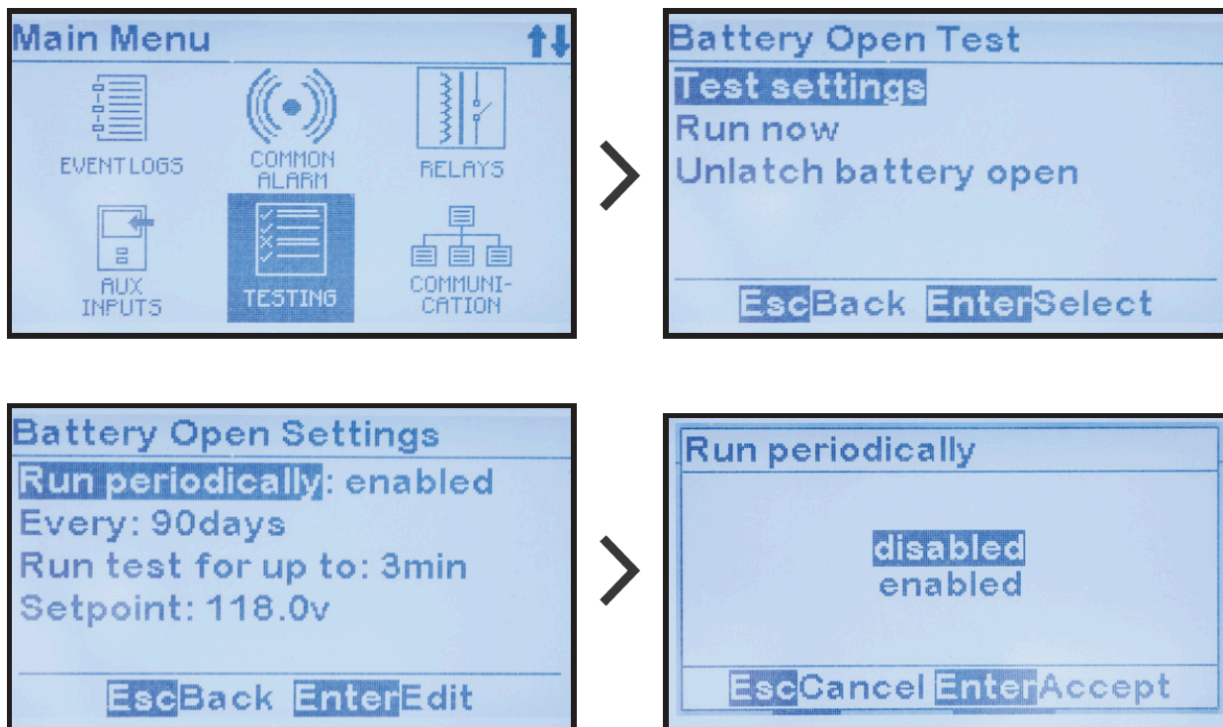 Main Menu
EVENT LOGS
COMMON
ALARM
RELAYS
AUX
INPUTS
TESTING
COMMUNI-
CATION
Battery Open Test
Test settings
Run now
Unlatch battery open
Esc Back Enter Select
Battery Open Settings
Run periodically: enabled
Every: 90days
Run test for up to: 3min
Setpoint: 118.0v
Esc Back Enter Edit
Run periodically
disabled
enabled
Esc Cancel Enter Accept